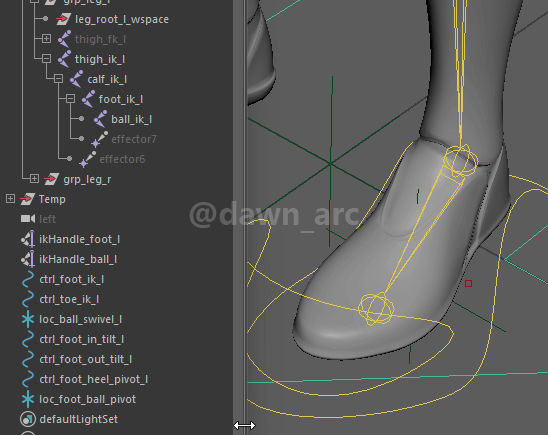 grp_leg_l
leg_root_l_wspace
thigh_fk_l
thigh_ik_l
calf_ik_l
foot_ik_l
ball_ik_l
effector7
effector6
grp_leg_r
Temp
left
ikHandle_foot_l
ikHandle_ball_l
ctrl_foot_ik_l
ctrl_toe_ik_l
loc_ball_swivel_l
ctrl_foot_in_tilt_l
ctrl_foot_out_tilt_l
ctrl_foot_heel_pivot_l
loc_foot_ball_pivot
defaultLightSet
@dawn_arc